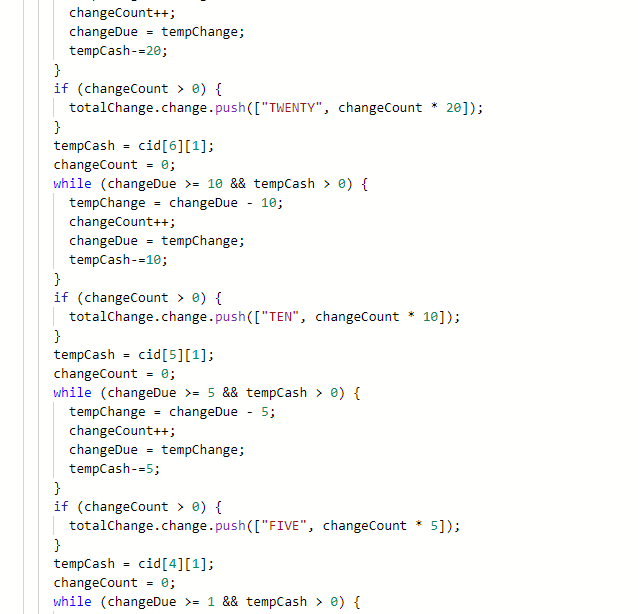 changeCount++;
changeDue = tempChange;
tempCash-=20;
}
if (changeCount > 0) {
totalChange.change.push(["TWENTY", changeCount * 20]);
}
tempCash = cid[6][1];
changeCount = 0;
while (changeDue >= 10 && tempCash > 0) {
tempChange = changeDue - 10;
changeCount++;
changeDue = tempChange;
tempCash-=10;
}
if (changeCount > 0) {
totalChange.change.push(["TEN", changeCount * 10]);
}
tempCash = cid[5][1];
changeCount = 0;
while (changeDue >= 5 && tempCash > 0) {
tempChange = changeDue - 5;
changeCount++;
changeDue = tempChange;
tempCash-=5;
}
if (changeCount > 0) {
totalChange.change.push(["FIVE", changeCount * 5]);
}
tempCash = cid[4][1];
changeCount = 0;
while (changeDue >= 1 && tempCash > 0) {